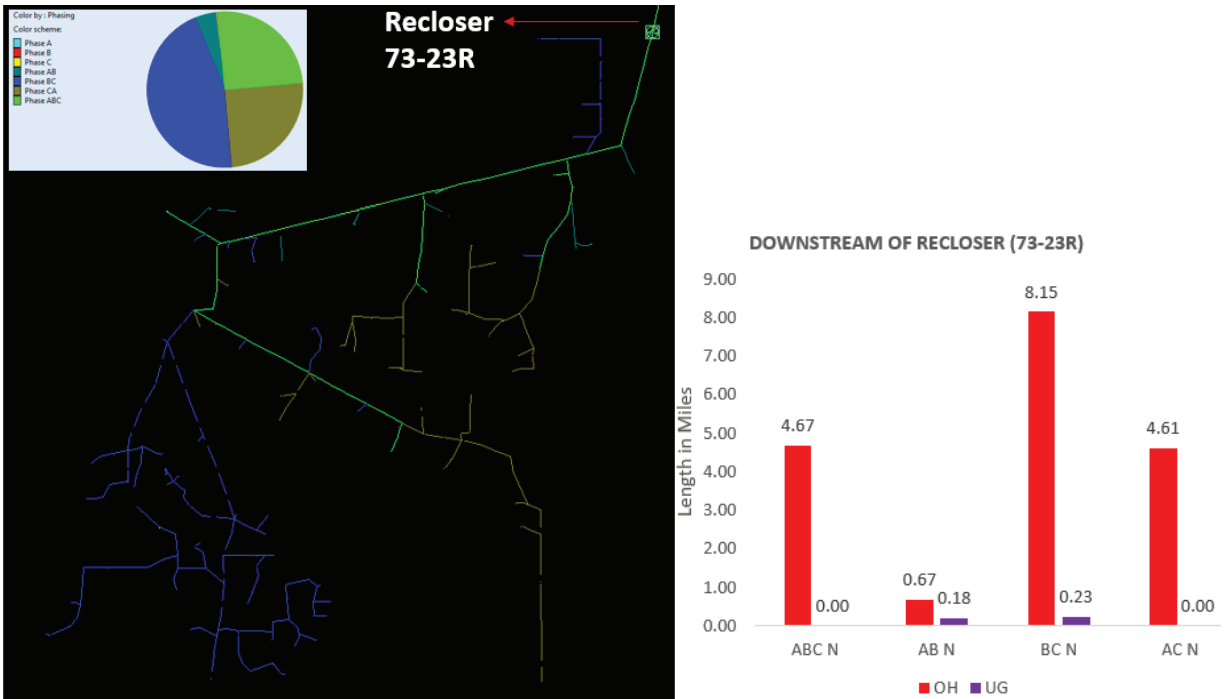 Color by : Phasing
Color scheme:
Phase A
Phase B
Phase C
Phase AB
Phase BC
Phase CA
Phase ABC
Recloser
73-23R
DOWNSTREAM OF RECLOSER (73-23R)
Length in Miles
9.00
8.00
7.00
6.00
5.00
4.00
3.00
2.00
1.00
0.00
4.67
0.00
0.67
0.18
8.15
0.23
4.61
0.00
ABC N AB N BC N AC N
OH UG